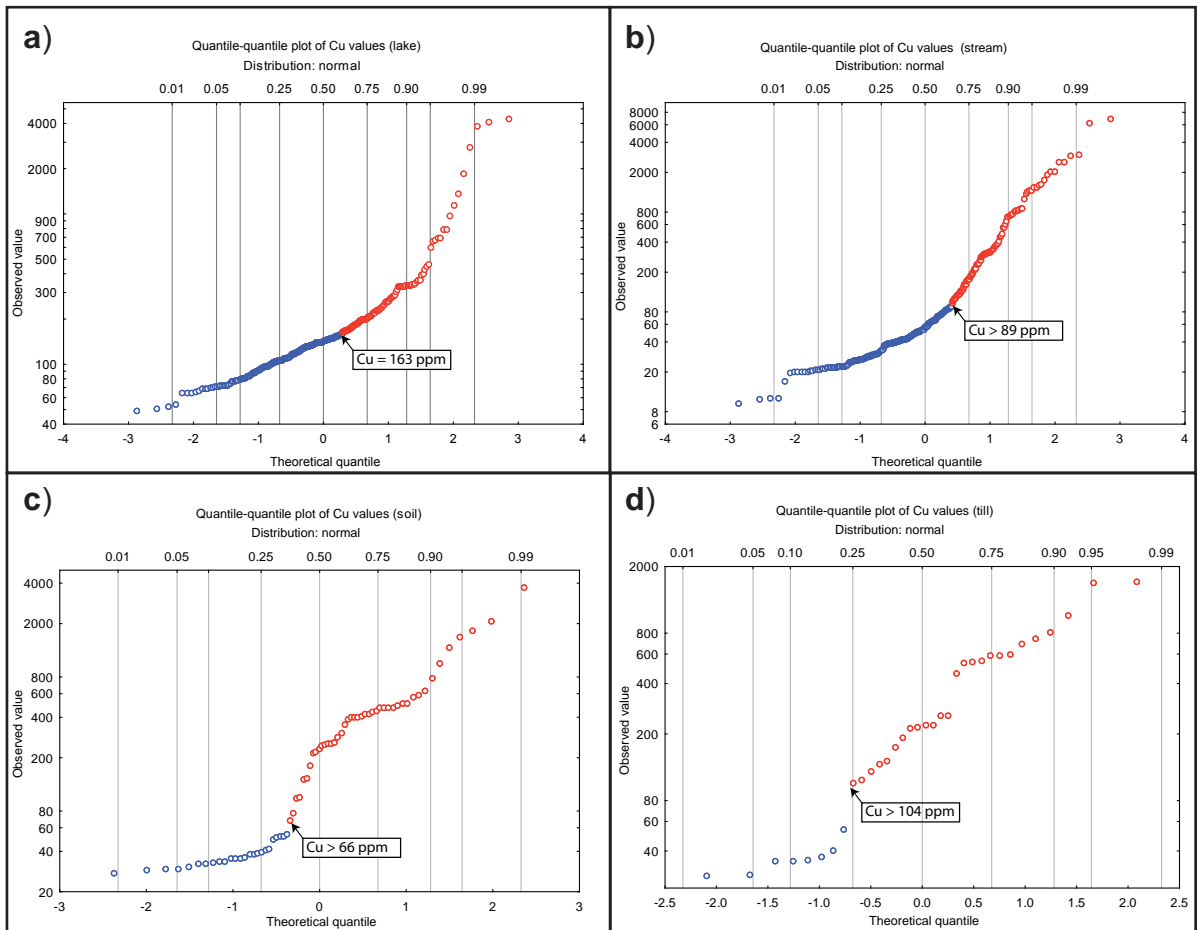 a)
Quantile-quantile plot of Cu values (lake)
Distribution: normal
0.01 0.05 0.25 0.50 0.75 0.90 0.99
4000
2000
900
700
500
300
100
80
60
40
Observed value
Cu = 163 ppm
-4 -3 -2 -1 0 1 2 3 4
Theoretical quantile
b)
Quantile-quantile plot of Cu values (stream)
Distribution: normal
0.01 0.05 0.25 0.50 0.75 0.90 0.99
8000
6000
4000
2000
800
600
400
200
80
60
40
20
8
6
Observed value
Cu > 89 ppm
-4 -3 -2 -1 0 1 2 3 4
Theoretical quantile
c)
Quantile-quantile plot of Cu values (soil)
Distribution: normal
0.01 0.05 0.25 0.50 0.75 0.90 0.99
4000
2000
800
600
400
200
80
60
40
20
Observed value
Cu > 66 ppm
-3 -2 -1 0 1 2 3
Theoretical quantile
d)
Quantile-quantile plot of Cu values (till)
Distribution: normal
0.01 0.05 0.10 0.25 0.50 0.75 0.90 0.95 0.99
2000
800
600
400
200
80
60
40
Observed value
Cu > 104 ppm
-2.5 -2.0 -1.5 -1.0 -0.5 0.0 0.5 1.0 1.5 2.0 2.5
Theoretical quantile